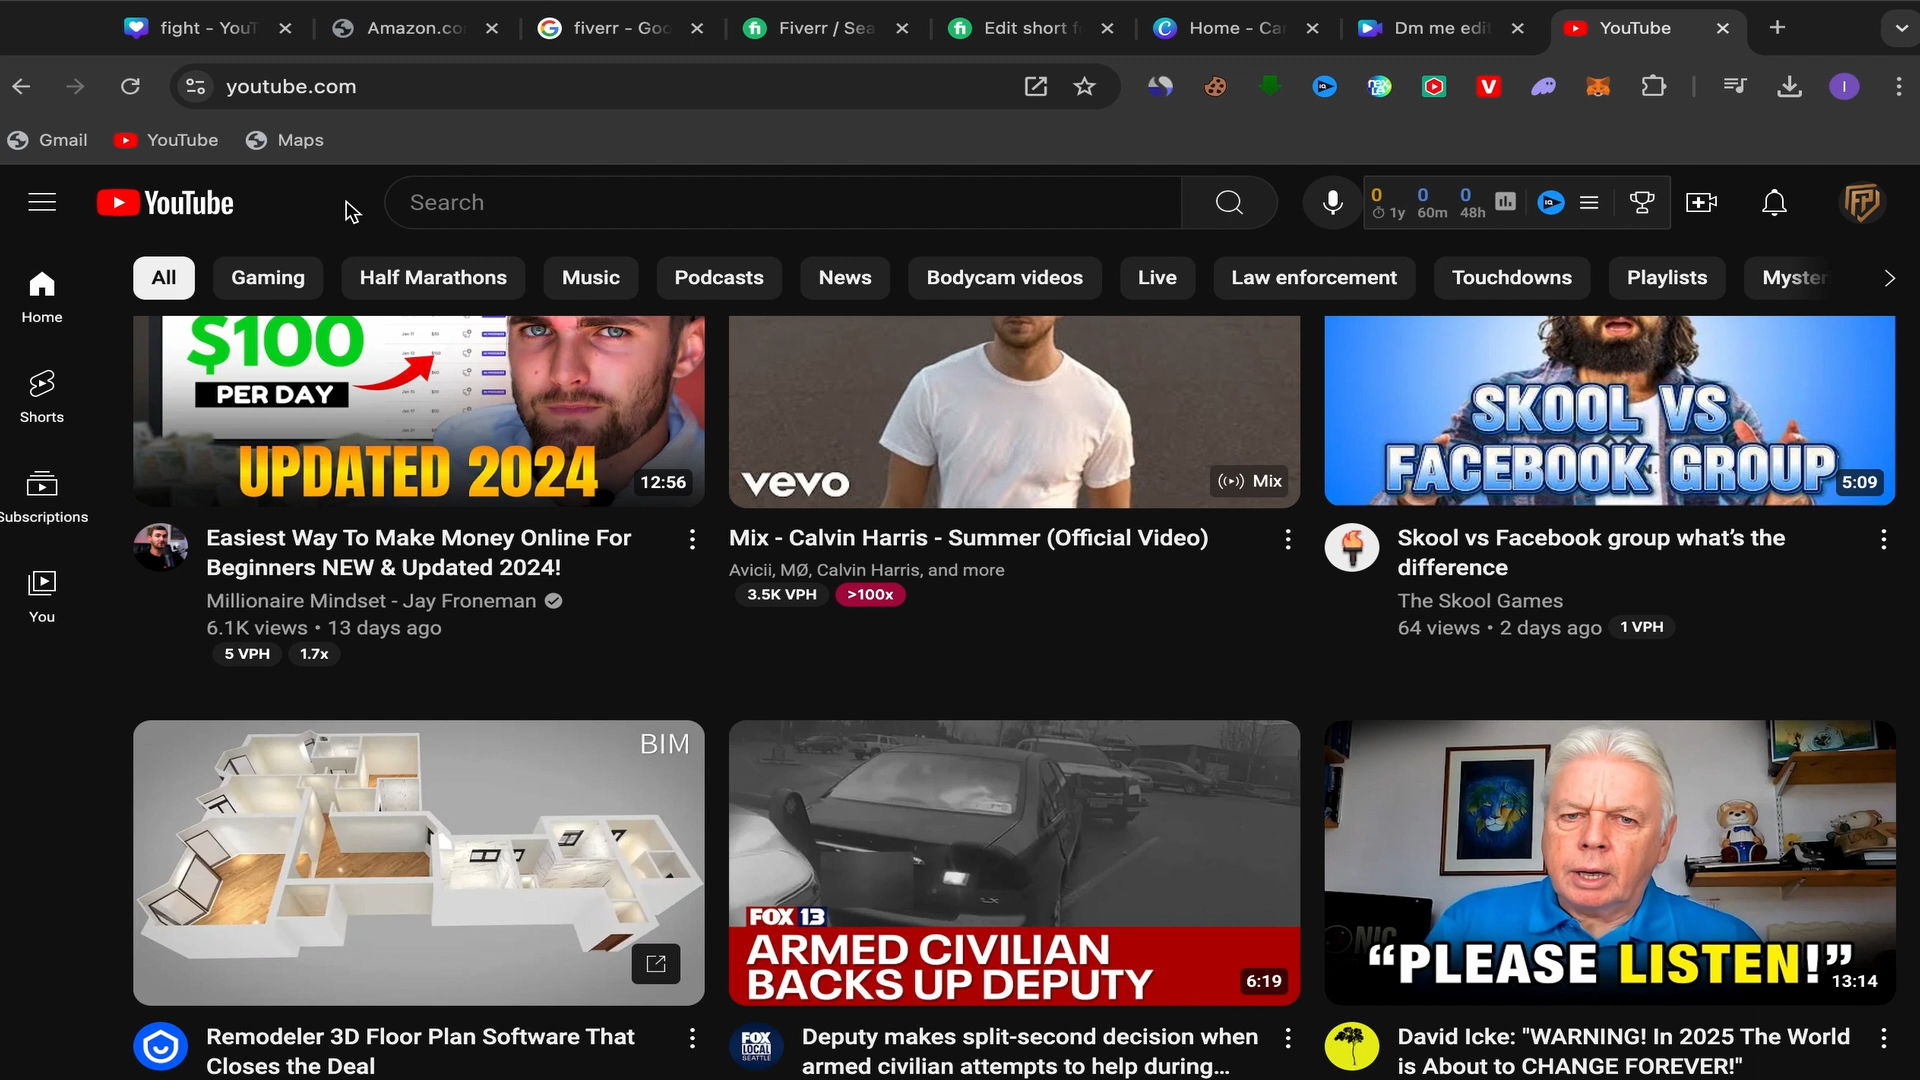 fight - YouT
Amazon.co
fiverr - Goo
Fiverr / Sea
Edit short f
Home - Can
Dm me edit
YouTube
youtube.com
Gmail
YouTube
Maps
YouTube
Search
0 0 0
1y 60m 48h
All
Gaming
Half Marathons
Music
Podcasts
News
Bodycam videos
Live
Law enforcement
Touchdowns
Playlists
Myster
Home
Shorts
Subscriptions
You
$100
PER DAY
UPDATED 2024
12:56
Easiest Way To Make Money Online For
Beginners NEW & Updated 2024!
Millionaire Mindset - Jay Froneman
6.1K views • 13 days ago
5 VPH 1.7x
vevo
Mix
Mix - Calvin Harris - Summer (Official Video)
Avicii, MØ, Calvin Harris, and more
3.5K VPH >100x
SKOOL VS
FACEBOOK GROUP
5:09
Skool vs Facebook group what’s the
difference
The Skool Games
64 views • 2 days ago 1 VPH
BIM
Remodeler 3D Floor Plan Software That
Closes the Deal
FOX 13
ARMED CIVILIAN
BACKS UP DEPUTY
6:19
FOX
LOCAL
SEATTLE
Deputy makes split-second decision when
armed civilian attempts to help during...
“PLEASE LISTEN!”
13:14
David Icke: "WARNING! In 2025 The World
is About to CHANGE FOREVER!"